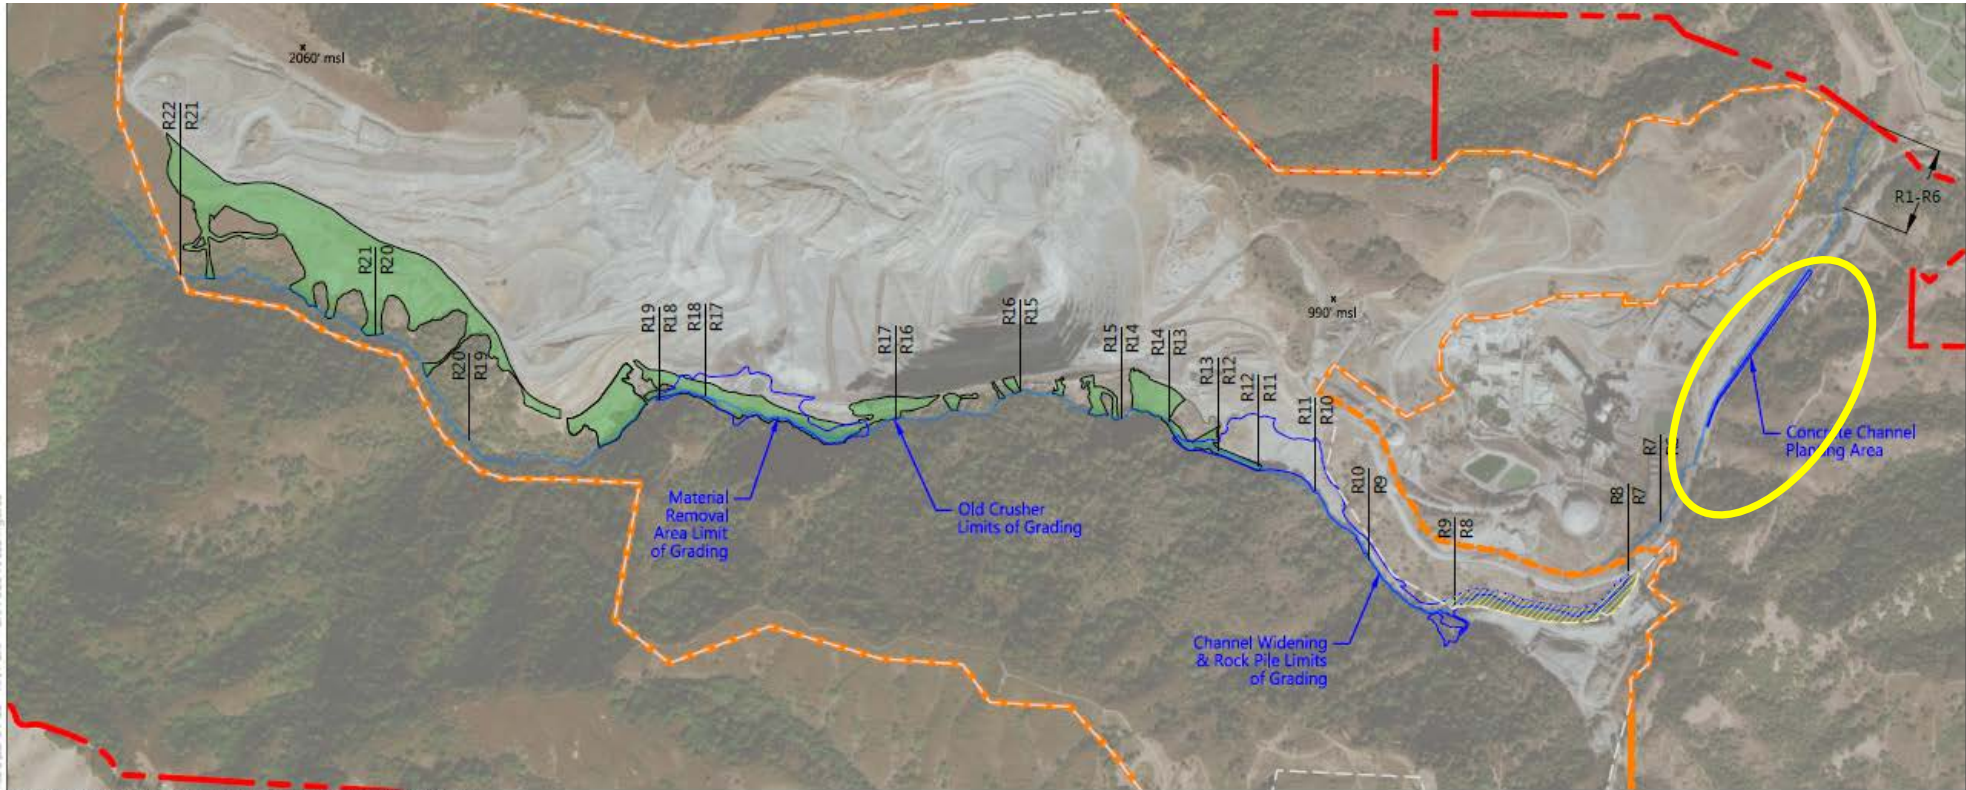 2060' msl
R22
R21
R21
R20
R20
R19
R19
R18
R18
R17
R17
R16
R16
R15
R15
R14
R14
R13
R13
R12
R12
R11
R11
R10
R10
R9
R9
R8
R8
R7
R7
990' msl
R1-R6
Material
Removal
Area Limit
of Grading
Old Crusher
Limits of Grading
Channel Widening
& Rock Pile Limits
of Grading
Concrete Channel
Planting Area